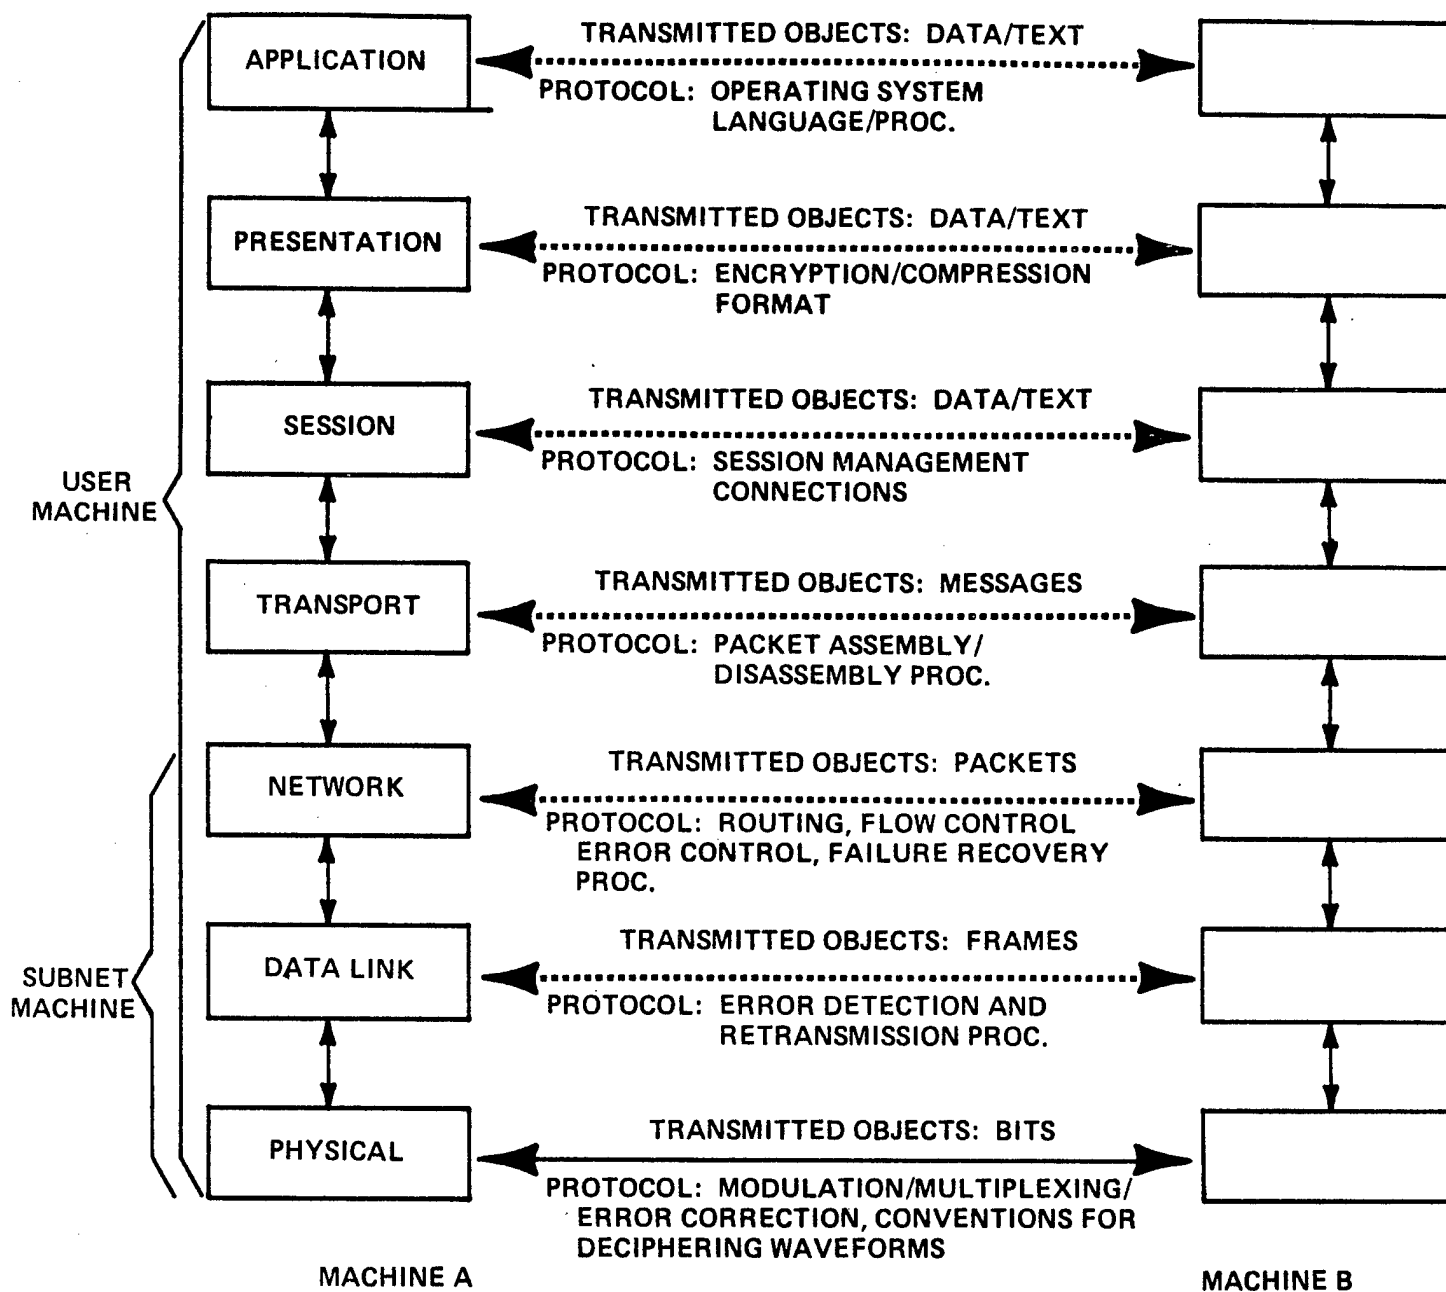 TRANSMITTED OBJECTS: DATA/TEXT
APPLICATION
PROTOCOL: OPERATING SYSTEM
LANGUAGE/PROC.
TRANSMITTED OBJECTS: DATA/TEXT
PRESENTATION
PROTOCOL: ENCRYPTION/COMPRESSION
FORMAT
TRANSMITTED OBJECTS: DATA/TEXT
SESSION
PROTOCOL: SESSION MANAGEMENT
CONNECTIONS
USER
MACHINE
TRANSMITTED OBJECTS: MESSAGES
TRANSPORT
PROTOCOL: PACKET ASSEMBLY/
DISASSEMBLY PROC.
TRANSMITTED OBJECTS: PACKETS
NETWORK
PROTOCOL: ROUTING, FLOW CONTROL
ERROR CONTROL, FAILURE RECOVERY
PROC.
TRANSMITTED OBJECTS: FRAMES
DATA LINK
SUBNET
MACHINE
PROTOCOL: ERROR DETECTION AND
RETRANSMISSION PROC.
TRANSMITTED OBJECTS: BITS
PHYSICAL
PROTOCOL: MODULATION/MULTIPLEXING/
ERROR CORRECTION, CONVENTIONS FOR
DECIPHERING WAVEFORMS
MACHINE A
MACHINE B